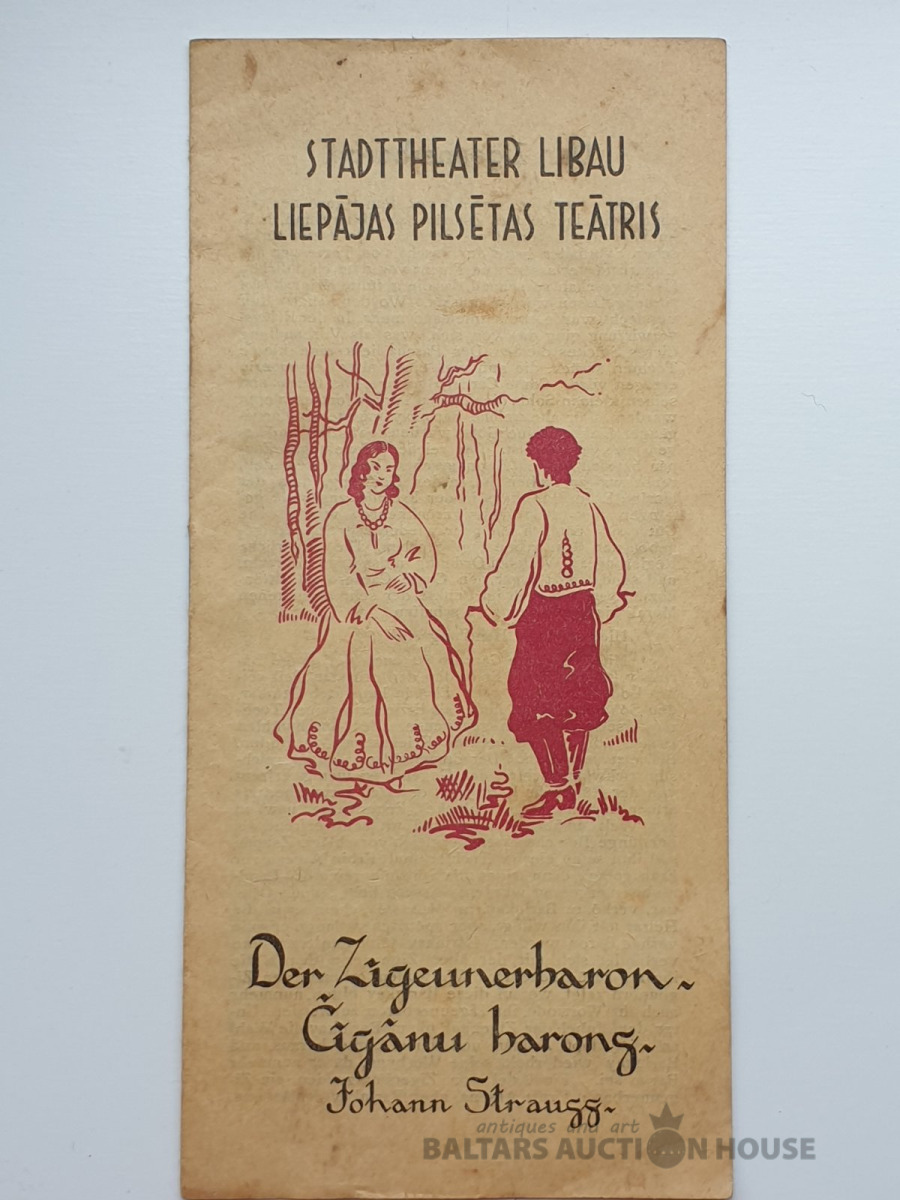 STADTTHEATER LIBAU
LIEPĀJAS PILSĒTAS TEĀTRIS
Der Zigeunerbaron.
Čigānu barons.
Johann Strauss.
antiques and art
BALTARS AUCTION HOUSE